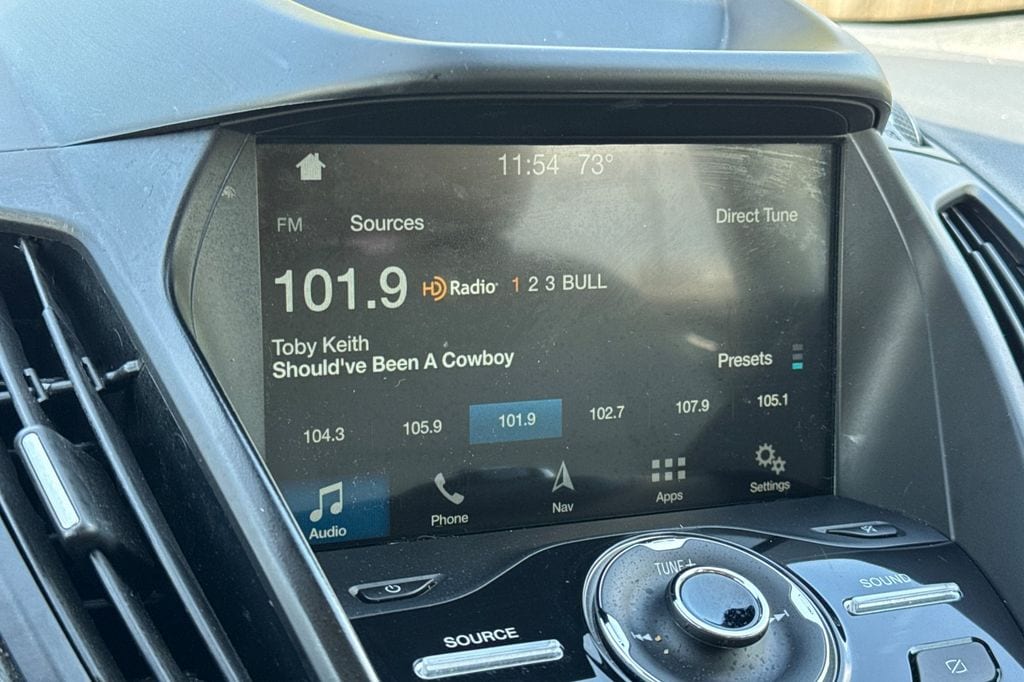 11:54 73°
FM Sources Direct Tune
101.9 HD Radio 1 2 3 BULL
Toby Keith
Should've Been A Cowboy
Presets
104.3 105.9 101.9 102.7 107.9 105.1
Audio Phone Nav Apps Settings
TUNE+
SOUND
SOURCE